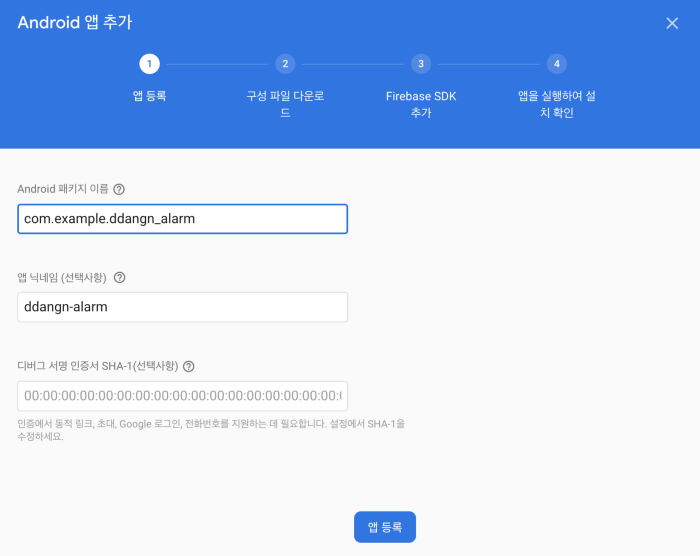 Android 앱 추가
1
2
3
4
앱 등록
구성 파일 다운로
드
Firebase SDK
추가
앱을 실행하여 설
치 확인
Android 패키지 이름
com.example.ddangn_alarm
앱 닉네임 (선택사항)
ddangn-alarm
디버그 서명 인증서 SHA-1(선택사항)
00:00:00:00:00:00:00:00:00:00:00:00:00:00:00:00:00:0
인증에서 동적 링크, 초대, Google 로그인, 전화번호를 지원하는 데 필요합니다. 설정에서 SHA-1을
수정하세요.
앱 등록